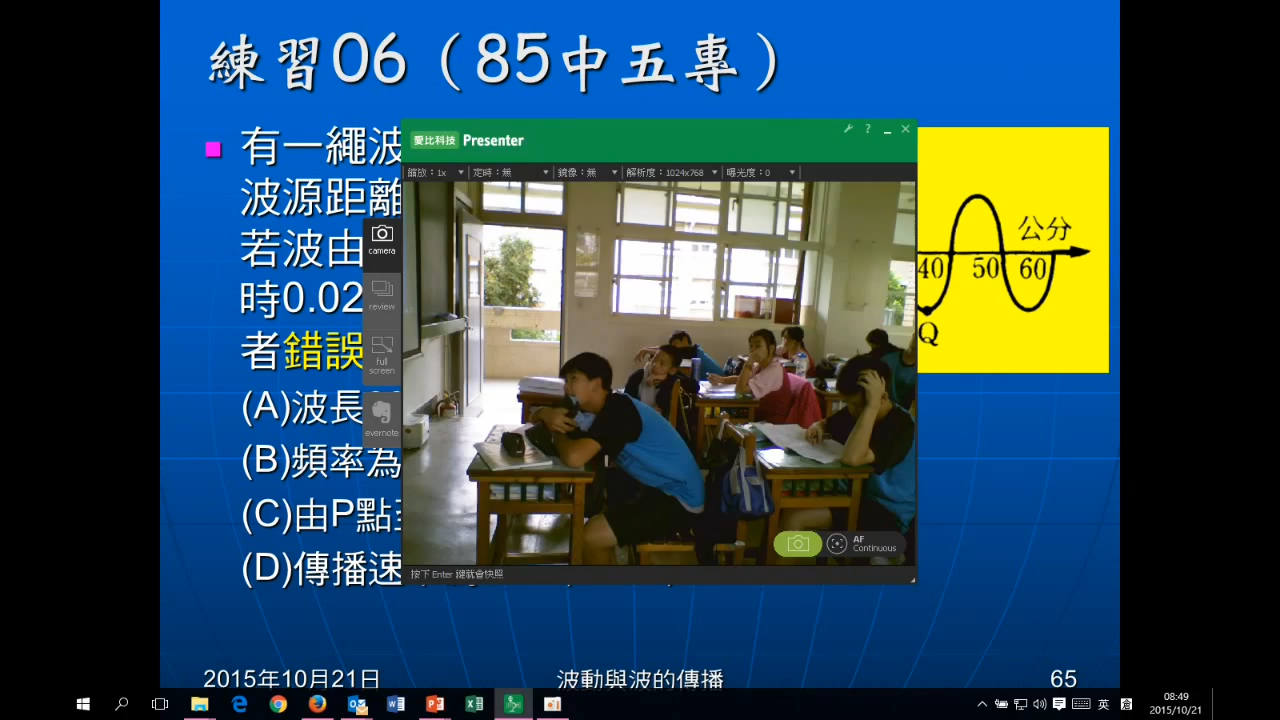 練習06（85中五專）
有一繩波
波源距離
若波由
時0.02
者錯誤
(A)波長
(B)頻率為
(C)由P點
(D)傳播速
40 50 60
公分
Q
愛比科技 Presenter
縮放：1x 定時：無 鏡像：無 解析度：1024x768 曝光度：0
camera
review
full
screen
evernote
AF
Continuous
按下 Enter 鍵就會快照
2015年10月21日 波動與波的傳播 65
英 倉
08:49
2015/10/21